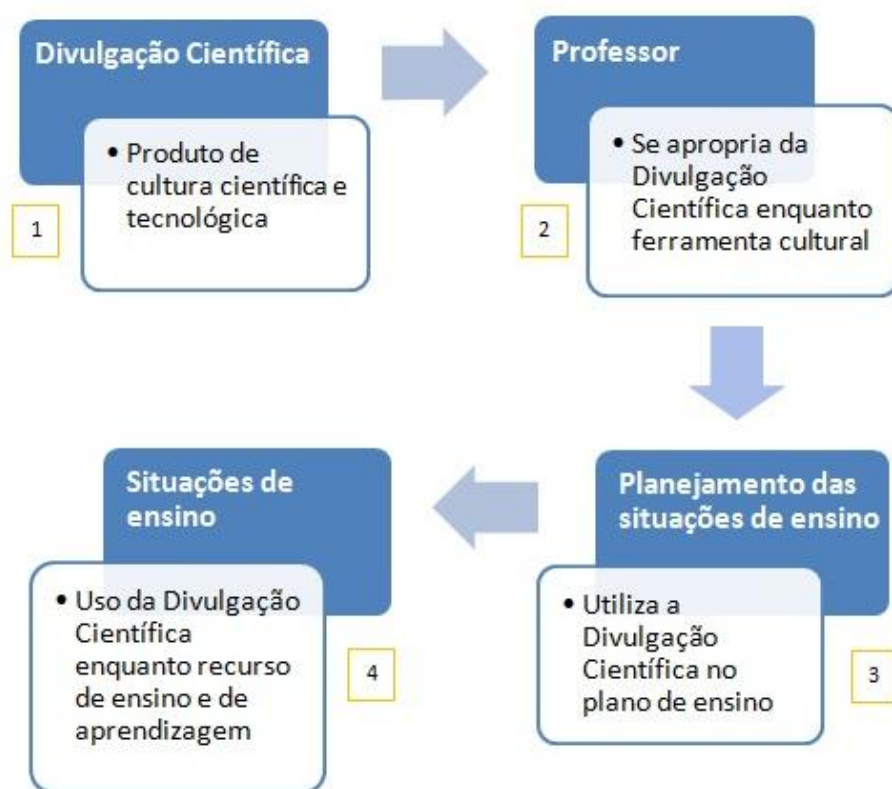 Divulgação Científica
• Produto de
cultura científica e
tecnológica
1
Professor
• Se apropria da
Divulgação
Científica enquanto
ferramenta cultural
2
Planejamento das
situações de ensino
• Utiliza a
Divulgação
Científica no
plano de ensino
3
Situações de
ensino
• Uso da Divulgação
Científica
enquanto recurso
de ensino e de
aprendizagem
4